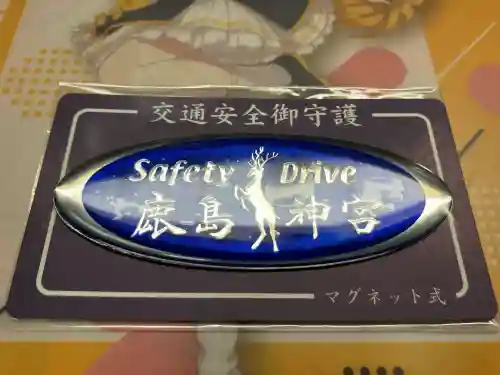 交通安全御守護
Safety Drive
鹿島神宮
マグネット式